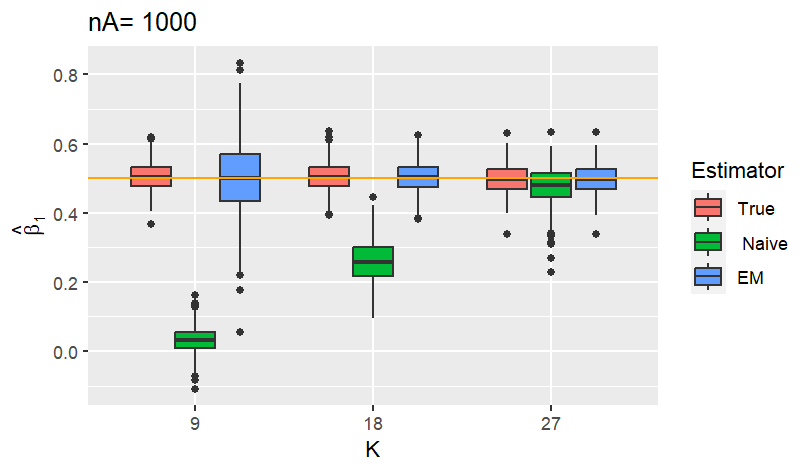 nA= 1000
0.8
0.6
0.4
0.2
0.0
β̂₁
9 18 27
K
Estimator
True
Naive
EM